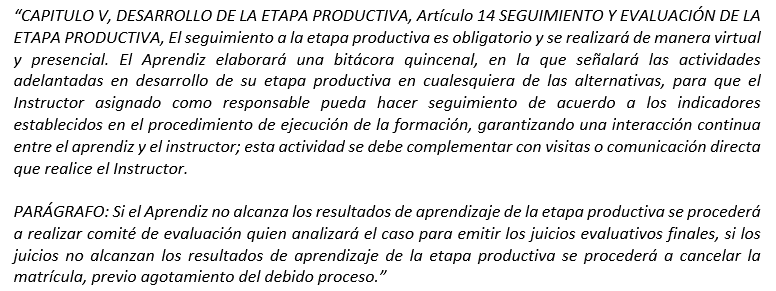 “CAPITULO V, DESARROLLO DE LA ETAPA PRODUCTIVA, Artículo 14 SEGUIMIENTO Y EVALUACIÓN DE LA
ETAPA PRODUCTIVA, El seguimiento a la etapa productiva es obligatorio y se realizará de manera virtual
y presencial. El Aprendiz elaborará una bitácora quincenal, en la que señalará las actividades
adelantadas en desarrollo de su etapa productiva en cualesquiera de las alternativas, para que el
Instructor asignado como responsable pueda hacer seguimiento de acuerdo a los indicadores
establecidos en el procedimiento de ejecución de la formación, garantizando una interacción continua
entre el aprendiz y el instructor; esta actividad se debe complementar con visitas o comunicación directa
que realice el Instructor.
PARÁGRAFO: Si el Aprendiz no alcanza los resultados de aprendizaje de la etapa productiva se procederá
a realizar comité de evaluación quien analizará el caso para emitir los juicios evaluativos finales, si los
juicios no alcanzan los resultados de aprendizaje de la etapa productiva se procederá a cancelar la
matrícula, previo agotamiento del debido proceso.”